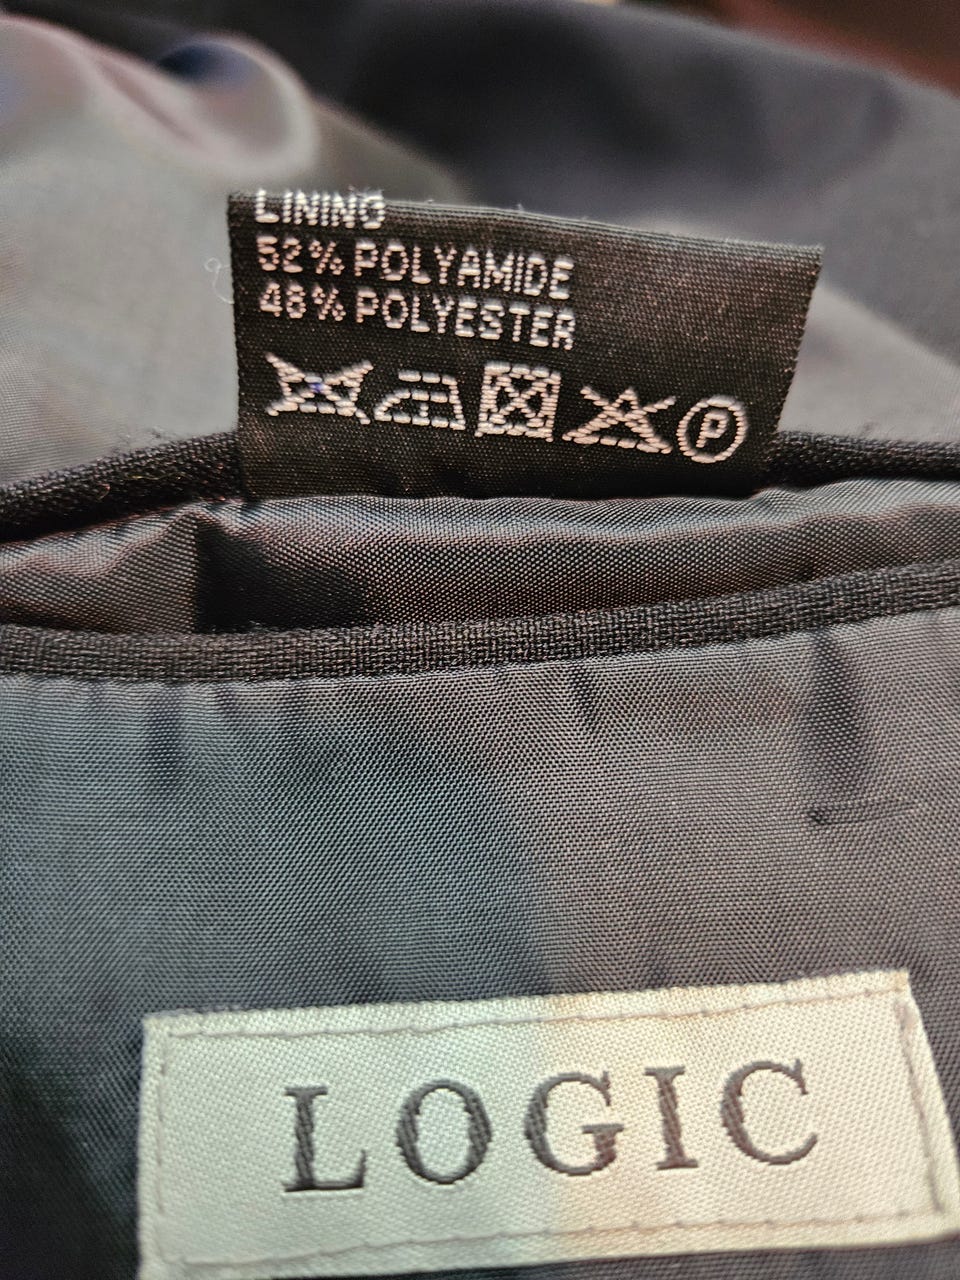 LINING
52% POLYAMIDE
48% POLYESTER
P
LOGIC